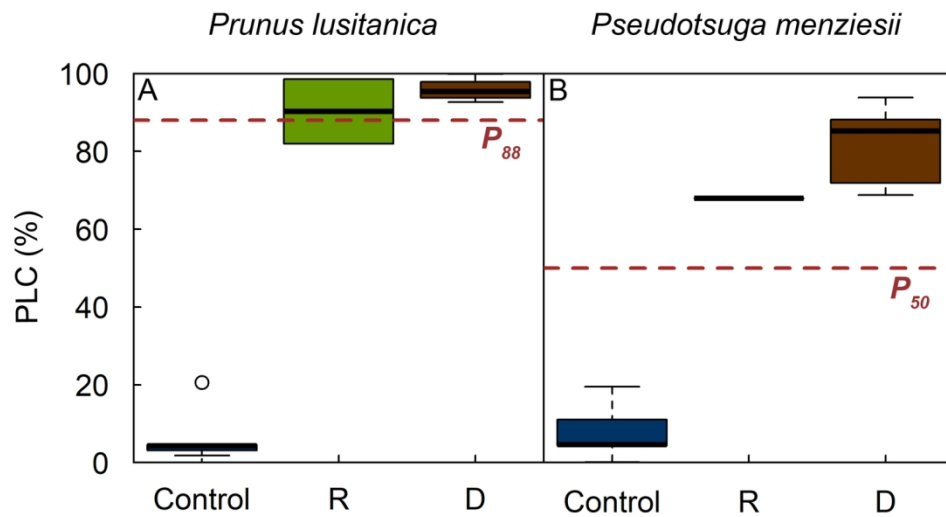 Prunus lusitanica Pseudotsuga menziesii
100
80
60
40
20
0
PLC (%)
A
P88
B
P50
Control R D Control R D